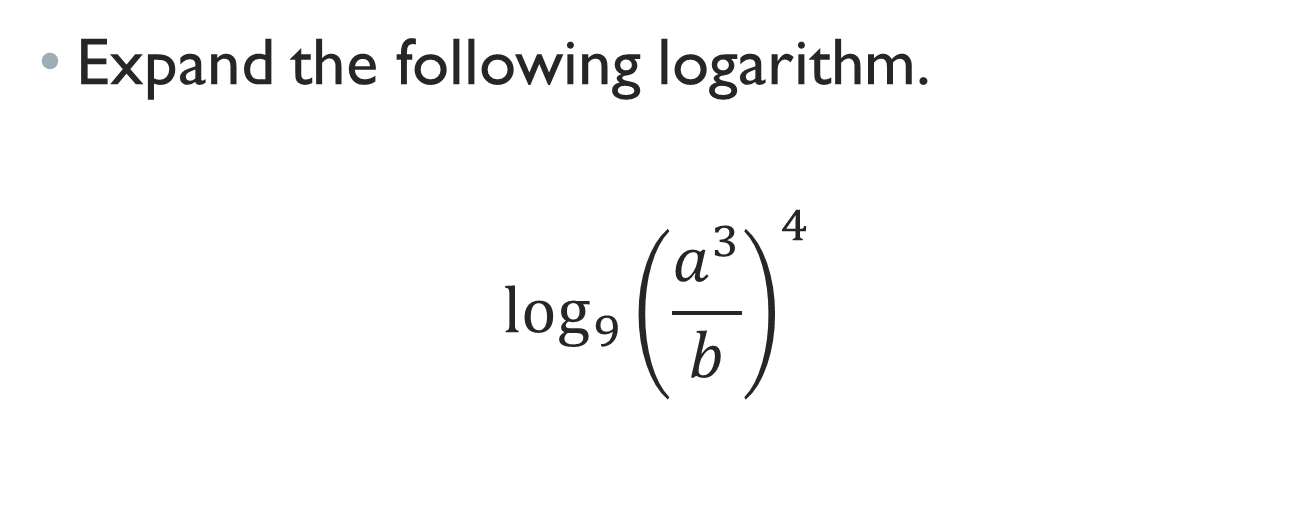 • Expand the following logarithm.
log₉(a³/b)⁴